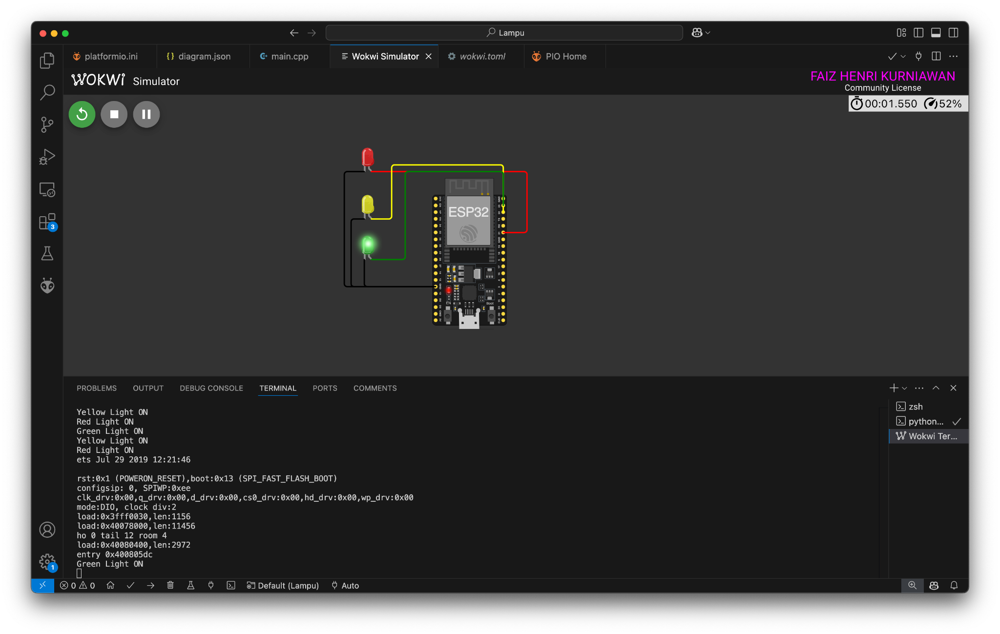 Lampu
platformio.ini
{} diagram.json
main.cpp
Wokwi Simulator
wokwi.toml
PIO Home
WOKWi Simulator
FAIZ HENRI KURNIAWAN
Community License
00:01.550 52%
ESP32
EN
Boot
3
PROBLEMS OUTPUT DEBUG CONSOLE TERMINAL PORTS COMMENTS
Yellow Light ON
Red Light ON
Green Light ON
Yellow Light ON
Red Light ON
ets Jul 29 2019 12:21:46
rst:0x1 (POWERON_RESET),boot:0x13 (SPI_FAST_FLASH_BOOT)
configsip: 0, SPIWP:0xee
clk_drv:0x00,q_drv:0x00,d_drv:0x00,cs0_drv:0x00,hd_drv:0x00,wp_drv:0x00
mode:DIO, clock div:2
load:0x3fff0030,len:1156
load:0x40078000,len:11456
ho 0 tail 12 room 4
load:0x40080400,len:2972
entry 0x400805dc
Green Light ON
zsh
python...
Wokwi Ter...
1
0 0 Default (Lampu) Auto